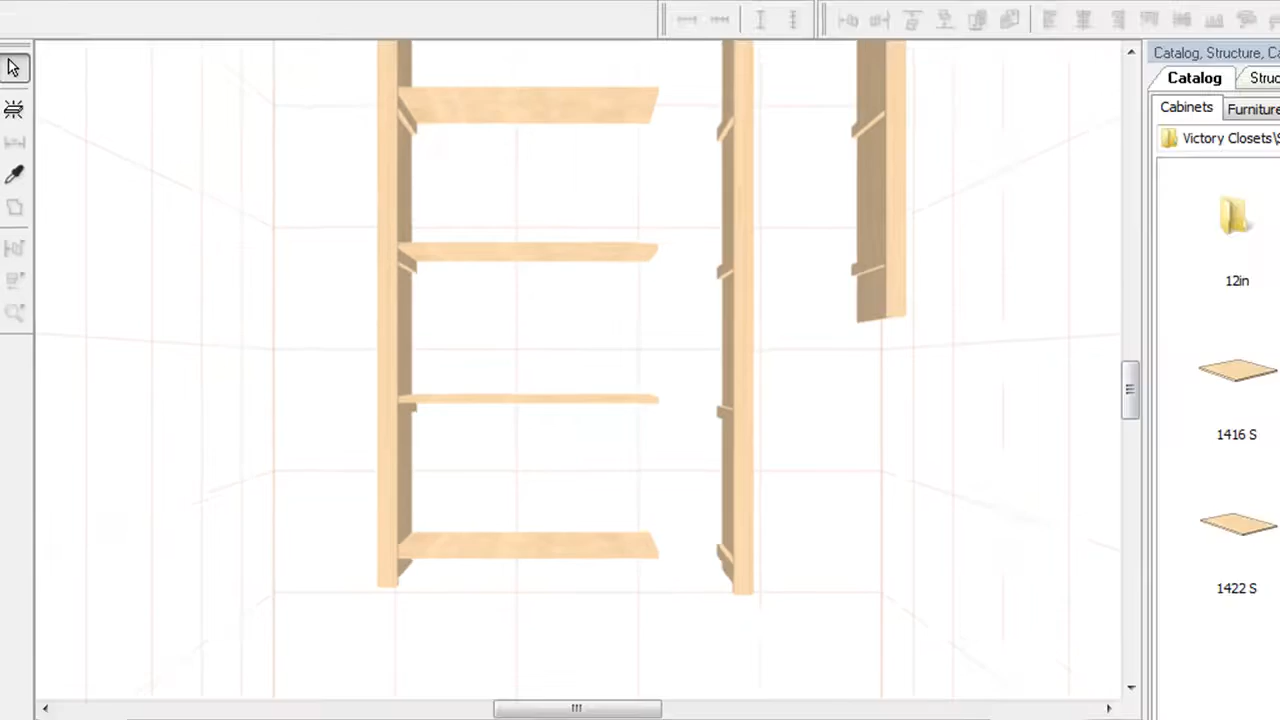 Catalog, Structure, Ca
Catalog
Struc
Cabinets
Furniture
Victory Closets\S
12in
1416 S
1422 S